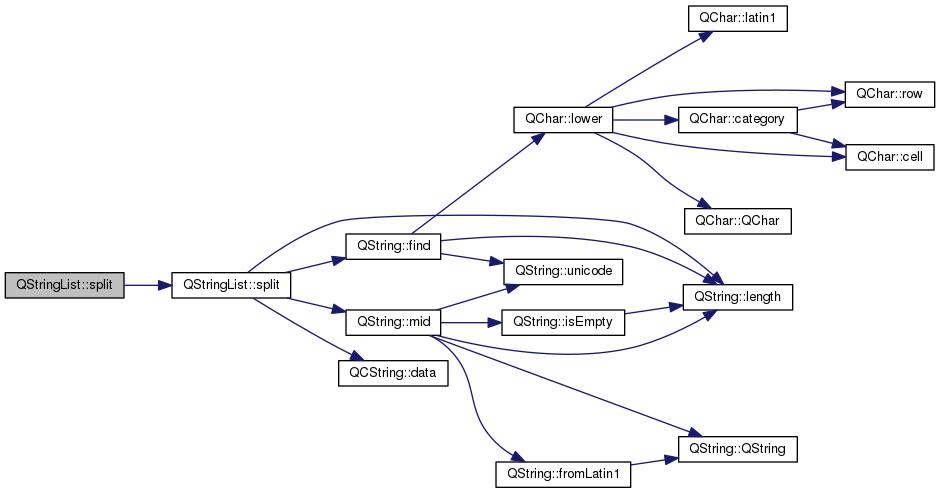 QChar::latin1
QChar::row
QChar::lower
QChar::category
QChar::cell
QChar::QChar
QString::find
QString::unicode
QStringList::split
QStringList::split
QString::length
QString::mid
QString::isEmpty
QCString::data
QString::QString
QString::fromLatin1